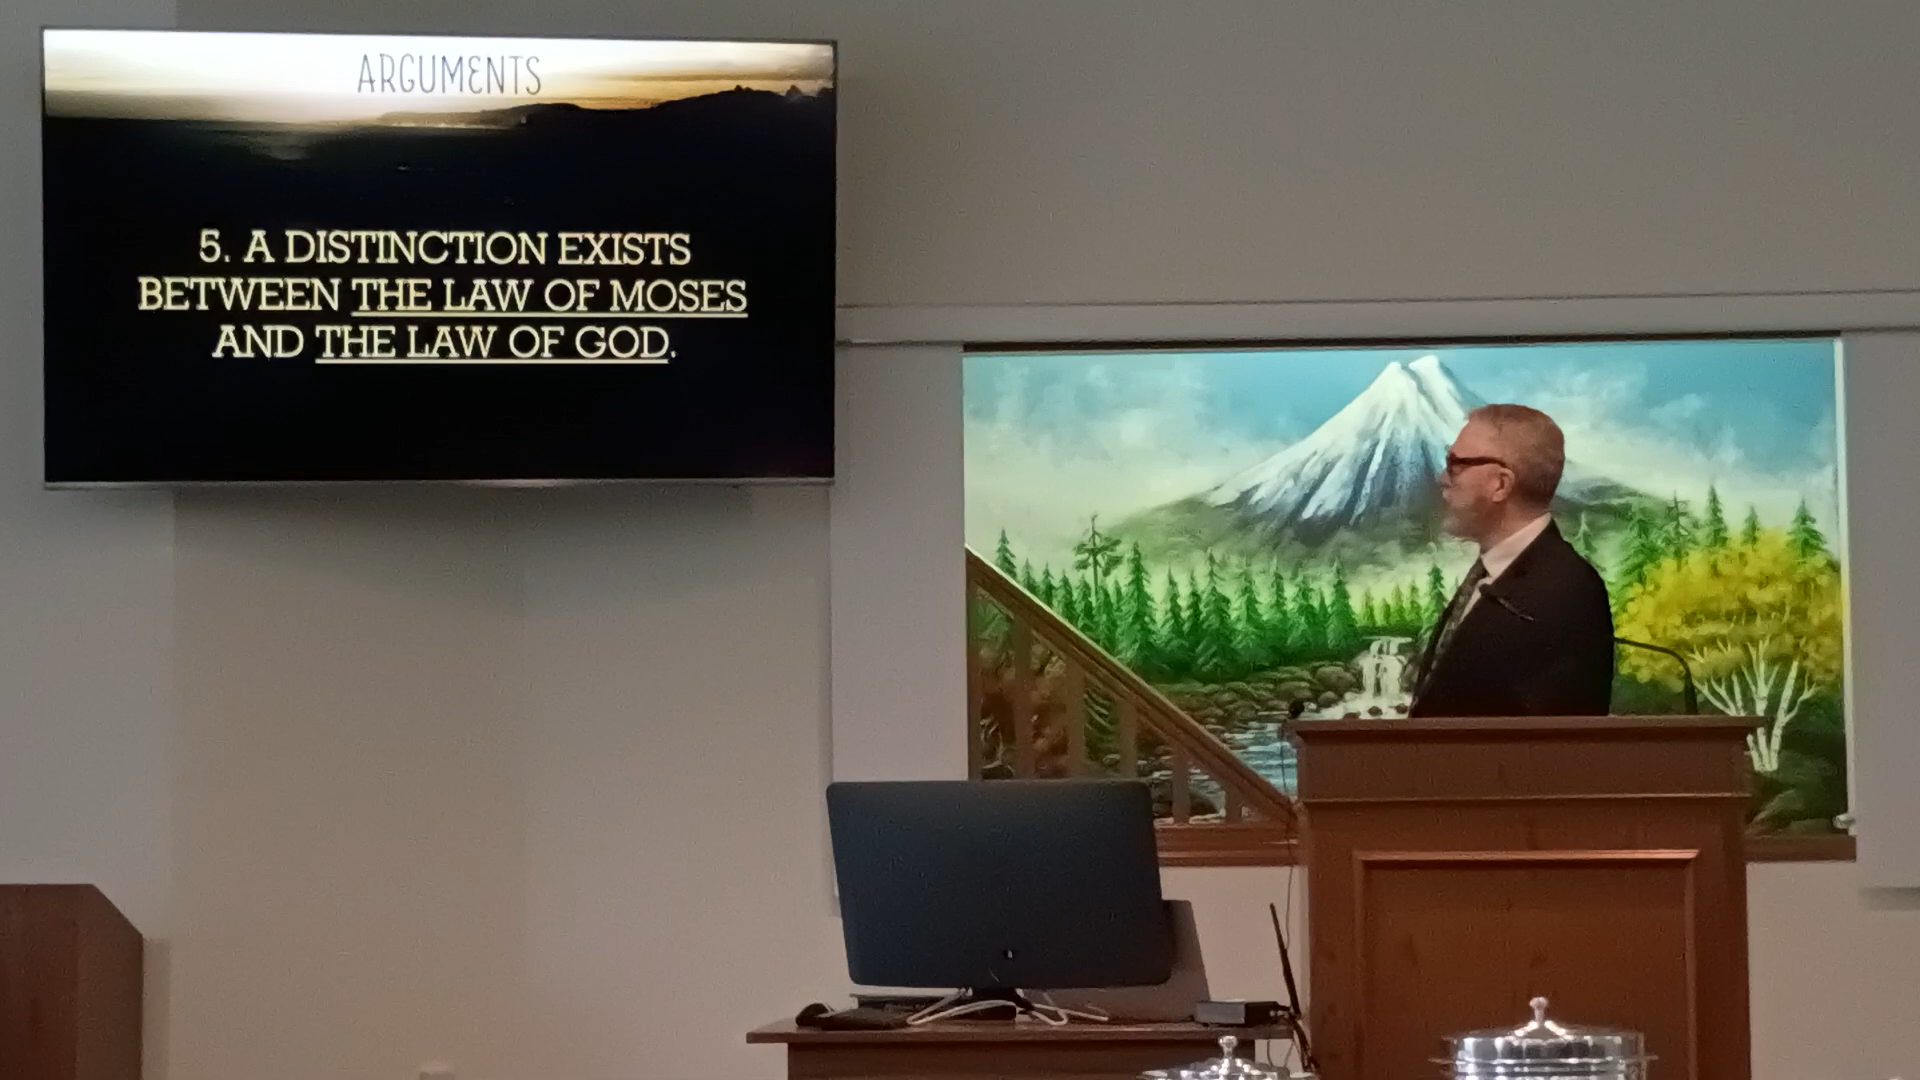 ARGUMENTS
5. A DISTINCTION EXISTS
BETWEEN THE LAW OF MOSES
AND THE LAW OF GOD.